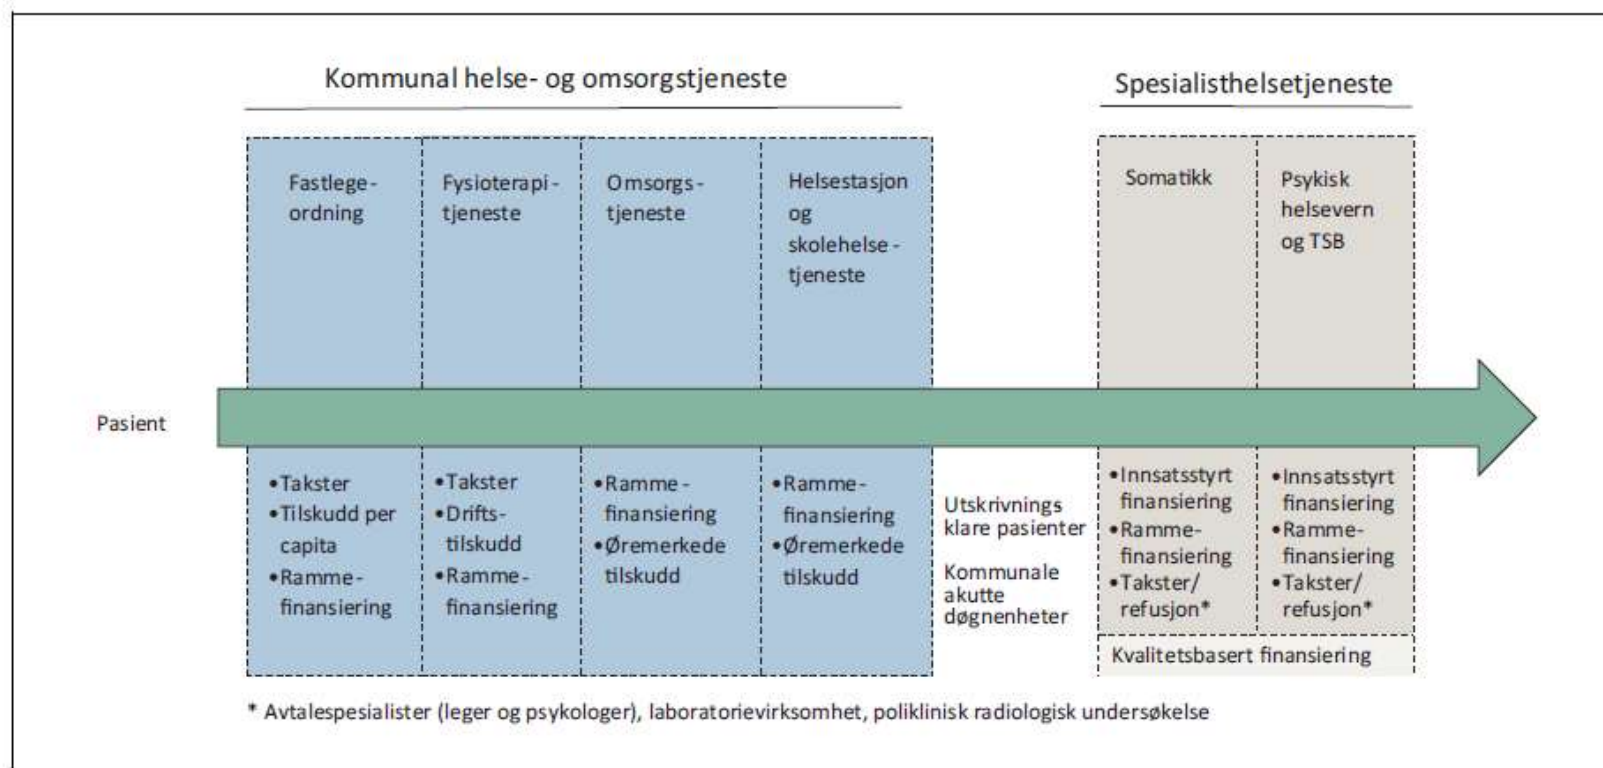 Kommunal helse- og omsorgstjeneste
Spesialisthelsetjeneste
Fastlege-
ordning
Fysioterapi-
tjeneste
Omsorgs-
tjeneste
Helsestasjon
og
skolehelse-
tjeneste
Somatikk
Psykisk
helsevern
og TSB
Pasient
•Takster
•Tilskudd per
capita
•Ramme-
finansiering
•Takster
•Drifts-
tilskudd
•Ramme-
finansiering
•Ramme-
finansiering
•Øremerkede
tilskudd
•Ramme-
finansiering
•Øremerkede
tilskudd
Utskrivnings
klare pasienter
Kommunale
akutte
døgnenheter
•Innsatsstyrt
finansiering
•Ramme-
finansiering
•Takster/
refusjon*
•Innsatsstyrt
finansiering
•Ramme-
finansiering
•Takster/
refusjon*
Kvalitetsbasert finansiering
* Avtalespesialister (leger og psykologer), laboratorievirksomhet, poliklinisk radiologisk undersøkelse